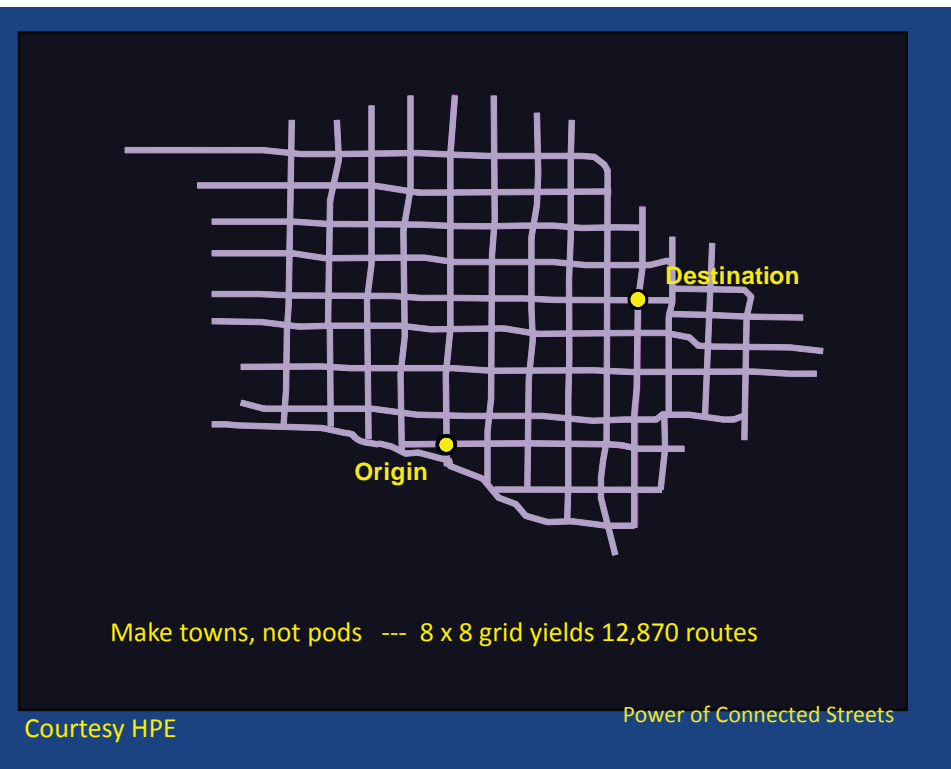 Destination
Origin
Make towns, not pods --- 8 x 8 grid yields 12,870 routes
Power of Connected Streets
Courtesy HPE